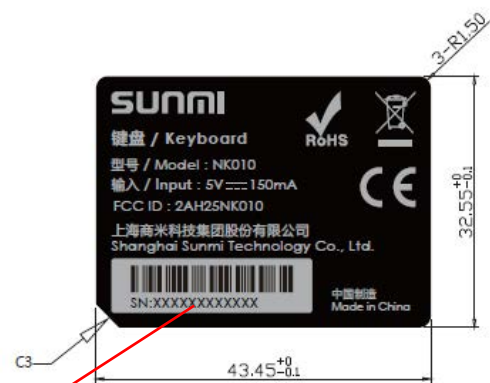 3-R1.50
SUNMI
键盘 / Keyboard
RoHS
型号 / Model : NK010
输入 / Input : 5V⎓150mA
FCC ID : 2AH25NK010
CE
上海商米科技集团股份有限公司
Shanghai Sunmi Technology Co., Ltd.
SN:XXXXXXXXXXXX
中国制造
Made in China
32.55+0-0.1
C3
43.45+0-0.1